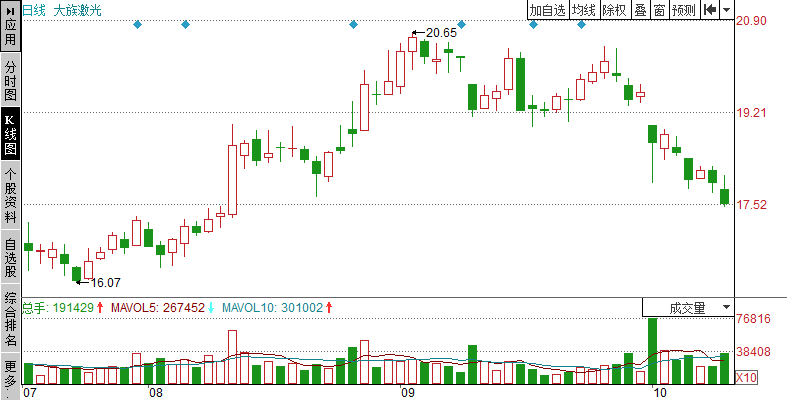 日线 大族激光
加自选 均线 除权 叠 窗 预测
应用
分时图
K线图
个股资料
自选股
综合排名
更多
20.90
20.65
19.21
17.52
16.07
总手: 191429 MAVOL5: 267452 MAVOL10: 301002
成交量
76816
38408
X10
07 08 09 10